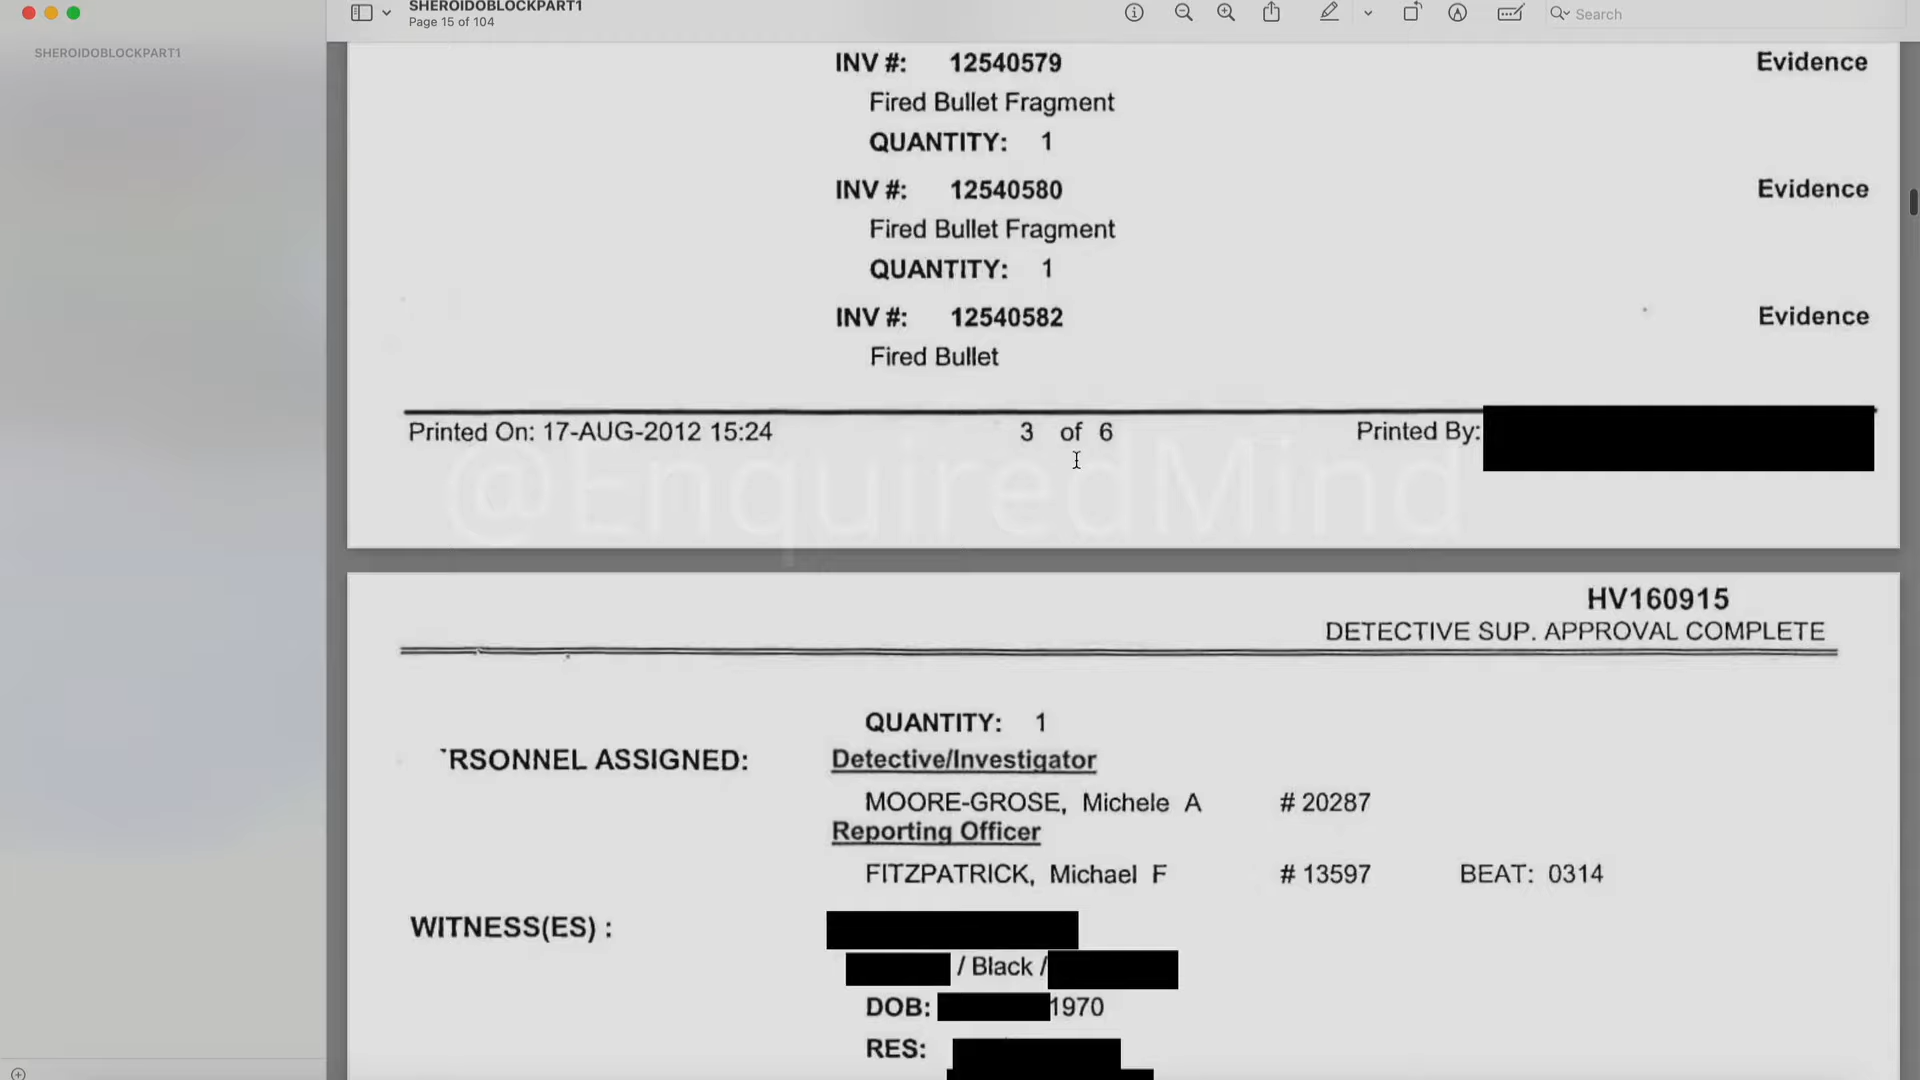 SHEROIDOBLOCKPART1
Page 15 of 104
Search
SHEROIDOBLOCKPART1
INV #: 12540579 Evidence
Fired Bullet Fragment
QUANTITY: 1
INV #: 12540580 Evidence
Fired Bullet Fragment
QUANTITY: 1
INV #: 12540582 Evidence
Fired Bullet
Printed On: 17-AUG-2012 15:24 3 of 6 Printed By:
@EnquiredMind
HV160915
DETECTIVE SUP. APPROVAL COMPLETE
QUANTITY: 1
RSONNEL ASSIGNED: Detective/Investigator
MOORE-GROSE, Michele A # 20287
Reporting Officer
FITZPATRICK, Michael F # 13597 BEAT: 0314
WITNESS(ES) :
/ Black /
DOB: 1970
RES: